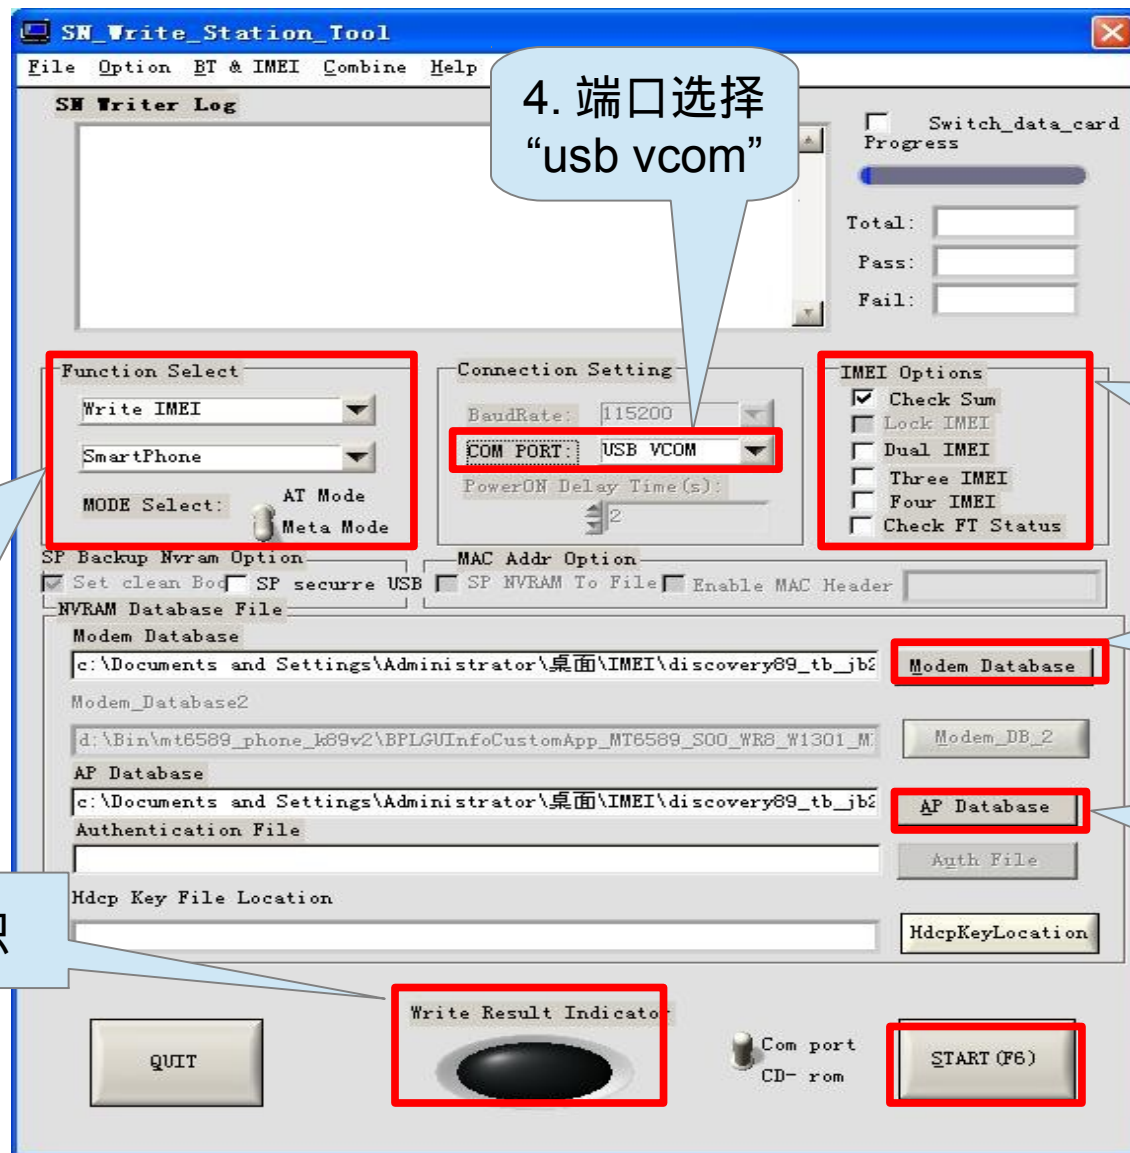 SN_Write_Station_Tool
File Option BT & IMEI Combine Help
4. 端口选择
“usb vcom”
SN Writer Log
Switch_data_card
Progress
Total:
Pass:
Fail:
Function Select
Write IMEI
SmartPhone
MODE Select:
AT Mode
Meta Mode
Connection Setting
BaudRate: 115200
COM PORT: USB VCOM
PowerON Delay Time(s):
2
IMEI Options
Check Sum
Lock IMEI
Dual IMEI
Three IMEI
Four IMEI
Check FT Status
SP Backup Nvram Option
Set clean Boo
SP securre USB
MAC Addr Option
SP NVRAM To File
Enable MAC Header
NVRAM Database File
Modem Database
c:\Documents and Settings\Administrator\桌面\IMEI\discovery89_tb_jb2
Modem Database
Modem_Database2
d:\Bin\mt6589_phone_k89v2\BPLGUInfoCustomApp_MT6589_S00_WR8_W1301_M
Modem_DB_2
AP Database
c:\Documents and Settings\Administrator\桌面\IMEI\discovery89_tb_jb2
AP Database
Authentication File
Auth File
Hdcp Key File Location
HdcpKeyLocation
Write Result Indicator
QUIT
Com port
CD- rom
START (F6)